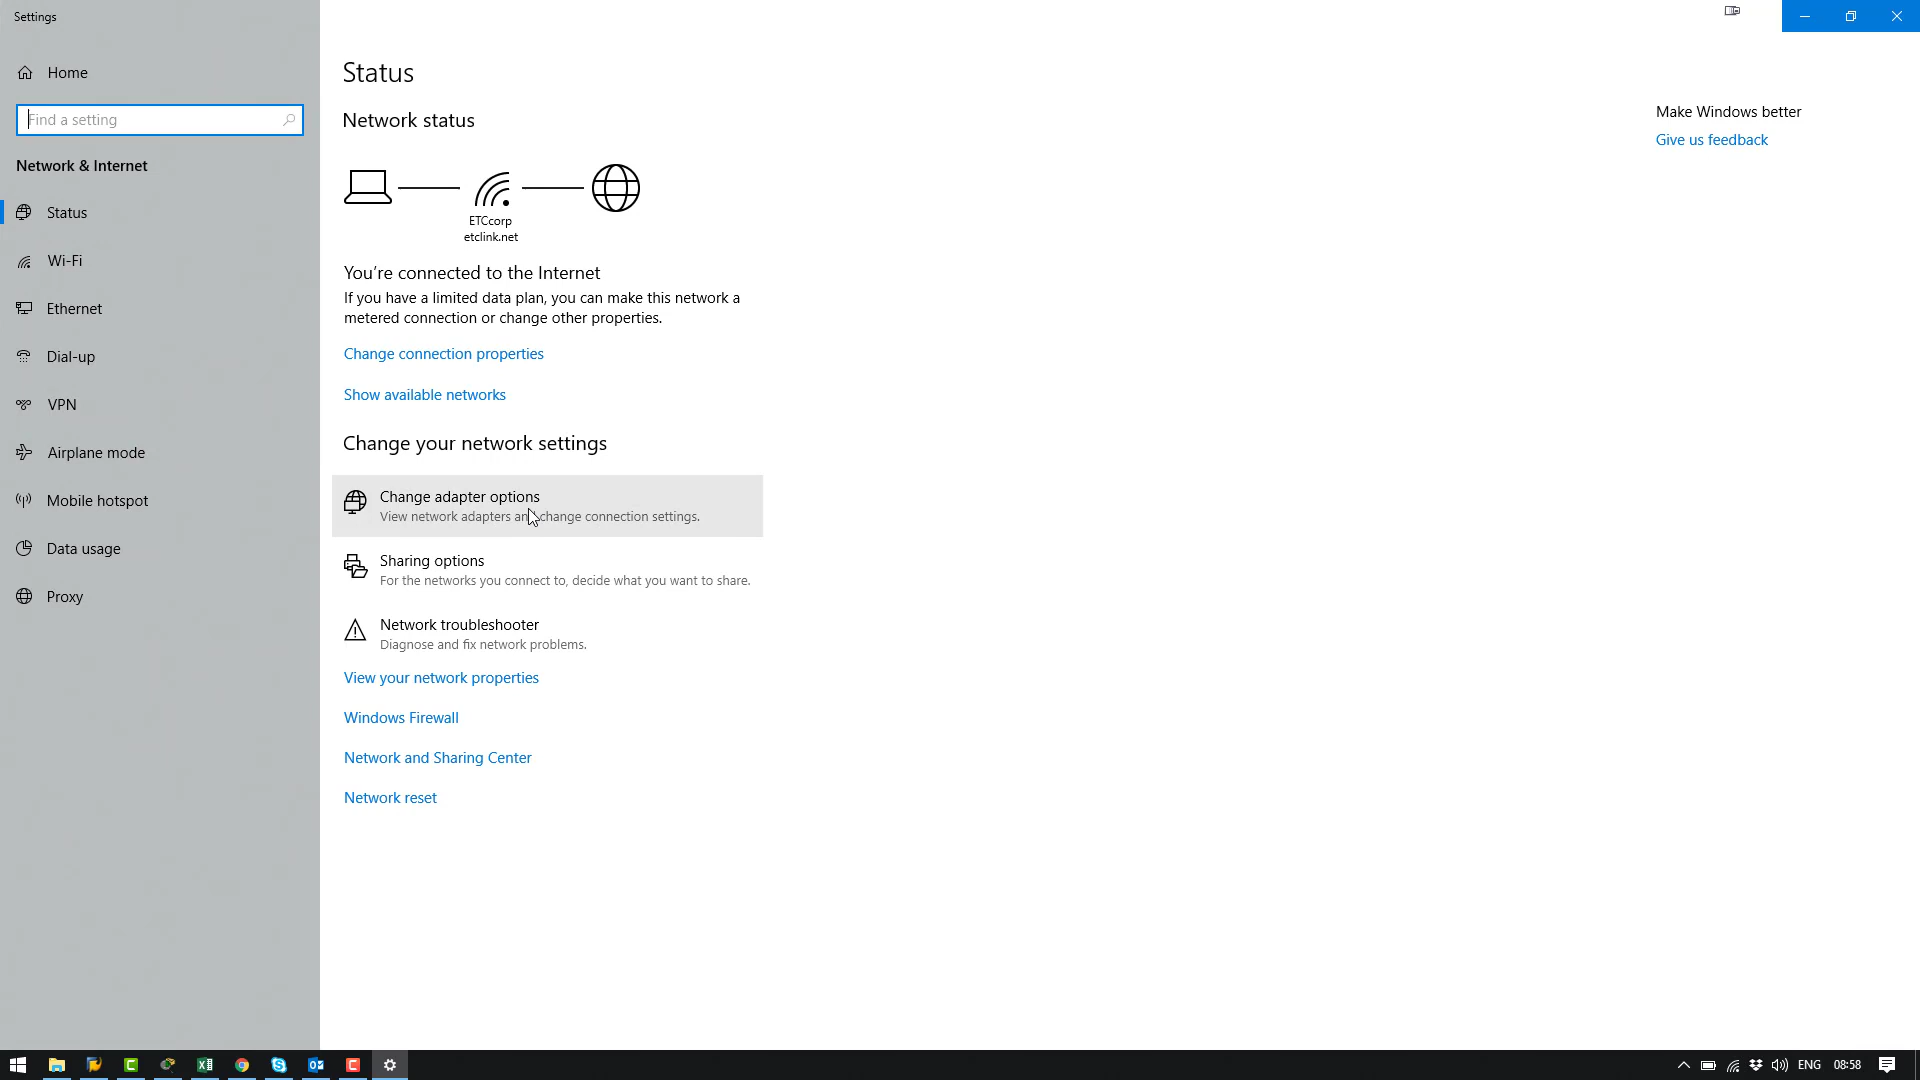 Settings
Home
Find a setting
Network & Internet
Status
Wi-Fi
Ethernet
Dial-up
VPN
Airplane mode
Mobile hotspot
Data usage
Proxy
Status
Network status
ETCcorp
etclink.net
You're connected to the Internet
If you have a limited data plan, you can make this network a
metered connection or change other properties.
Change connection properties
Show available networks
Change your network settings
Change adapter options
View network adapters and change connection settings.
Sharing options
For the networks you connect to, decide what you want to share.
Network troubleshooter
Diagnose and fix network problems.
View your network properties
Windows Firewall
Network and Sharing Center
Network reset
Make Windows better
Give us feedback
ENG 08:58